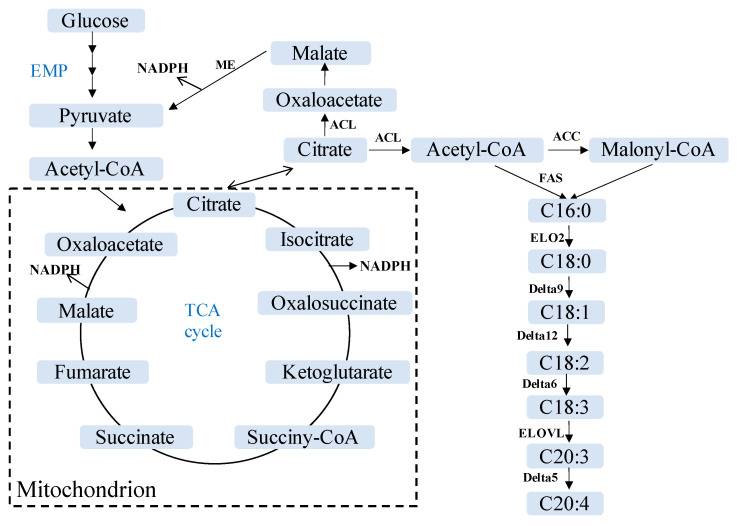 Glucose
EMP
Pyruvate
Acetyl-CoA
NADPH
ME
Malate
Oxaloacetate
ACL
Citrate
ACL
Acetyl-CoA
ACC
Malonyl-CoA
FAS
C16:0
ELO2
C18:0
Delta9
C18:1
Delta12
C18:2
Delta6
C18:3
ELOVL
C20:3
Delta5
C20:4
Citrate
Isocitrate
NADPH
Oxalosuccinate
Ketoglutarate
Succiny-CoA
Succinate
Fumarate
Malate
NADPH
Oxaloacetate
TCA
cycle
Mitochondrion